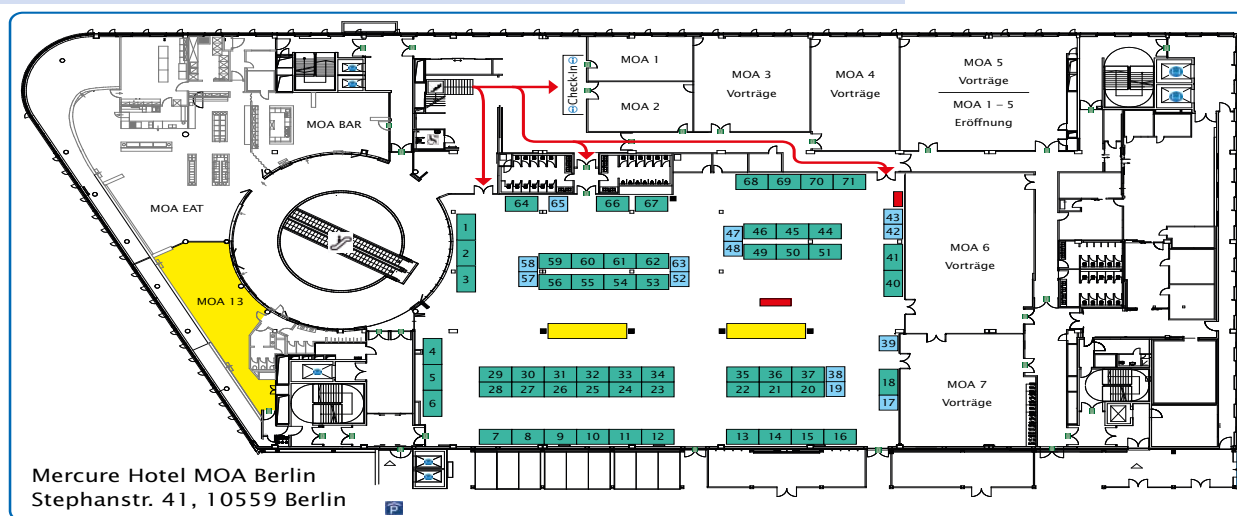 MOA 1
MOA 2
MOA 3
Vorträge
MOA 4
Vorträge
MOA 5
Vorträge
MOA 1 – 5
Eröffnung
Check-In
MOA BAR
MOA EAT
MOA 13
MOA 6
Vorträge
MOA 7
Vorträge
68 69 70 71
64 65 66 67
1
2
3
43
42
41
40
47
48
46 45 44
49 50 51
58
57
59 60 61 62
56 55 54 53
63
52
4
5
6
39
18
17
29 30 31 32 33 34
28 27 26 25 24 23
35 36 37 38
22 21 20 19
7 8 9 10 11 12
13 14 15 16
Mercure Hotel MOA Berlin
Stephanstr. 41, 10559 Berlin
P